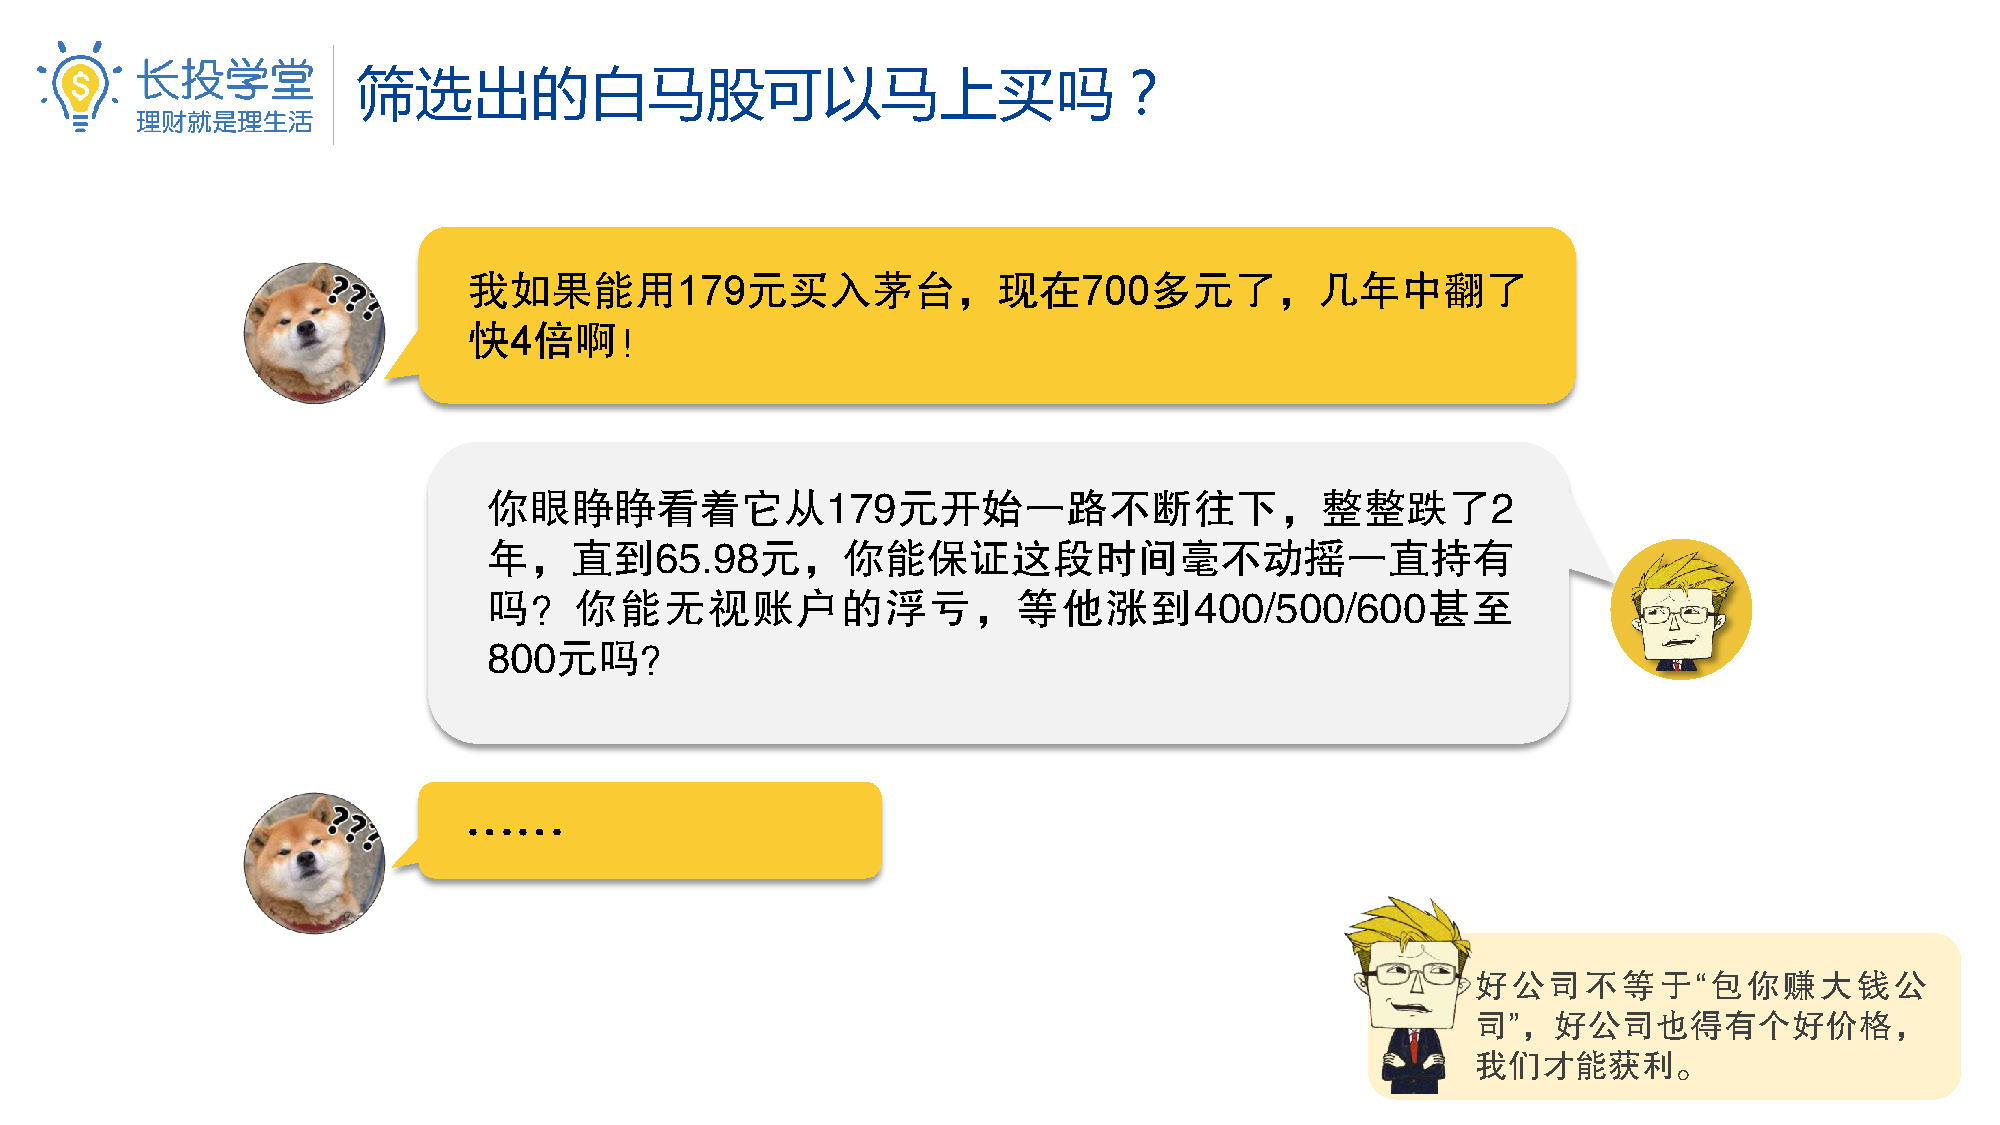 长投学堂
理财就是理生活
筛选出的白马股可以马上买吗？
???
我如果能用179元买入茅台，现在700多元了，几年中翻了
快4倍啊！
你眼睁睁看着它从179元开始一路不断往下，整整跌了2
年，直到65.98元，你能保证这段时间毫不动摇一直持有
吗？你能无视账户的浮亏，等他涨到400/500/600甚至
800元吗？
???
……
好公司不等于“包你赚大钱公
司”，好公司也得有个好价格，
我们才能获利。